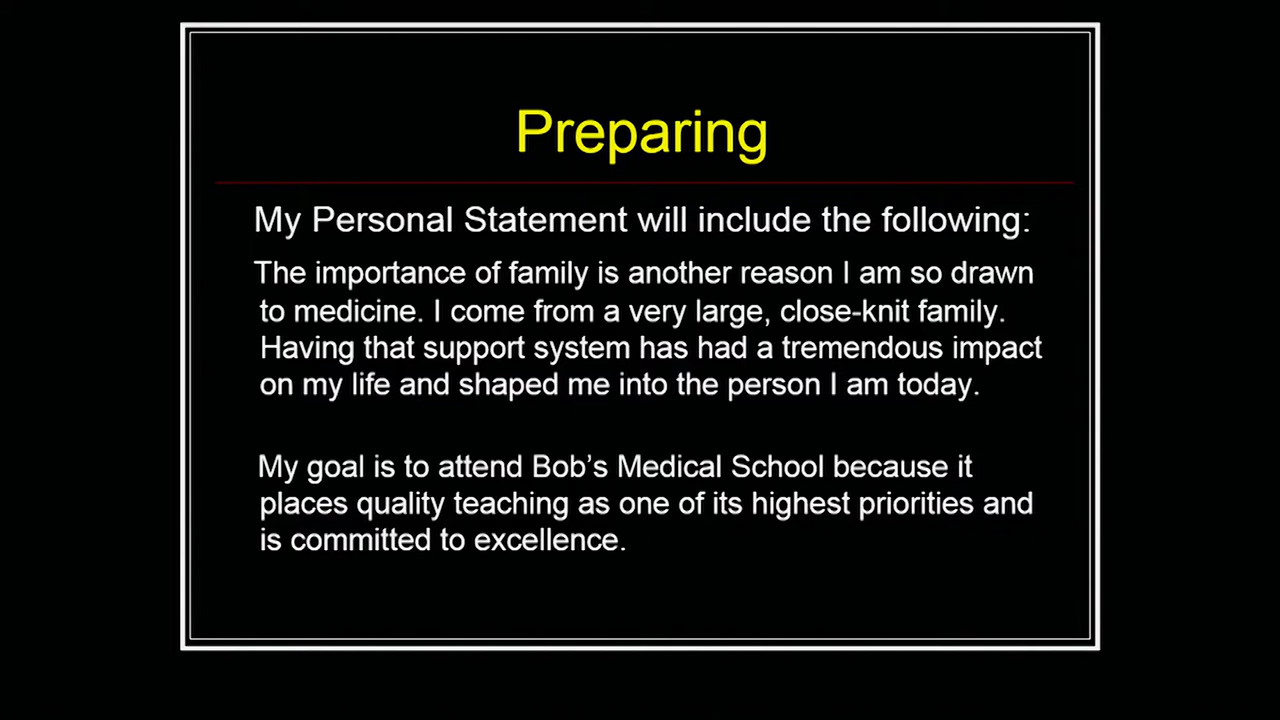 Preparing
My Personal Statement will include the following:
The importance of family is another reason I am so drawn
to medicine. I come from a very large, close-knit family.
Having that support system has had a tremendous impact
on my life and shaped me into the person I am today.
My goal is to attend Bob’s Medical School because it
places quality teaching as one of its highest priorities and
is committed to excellence.